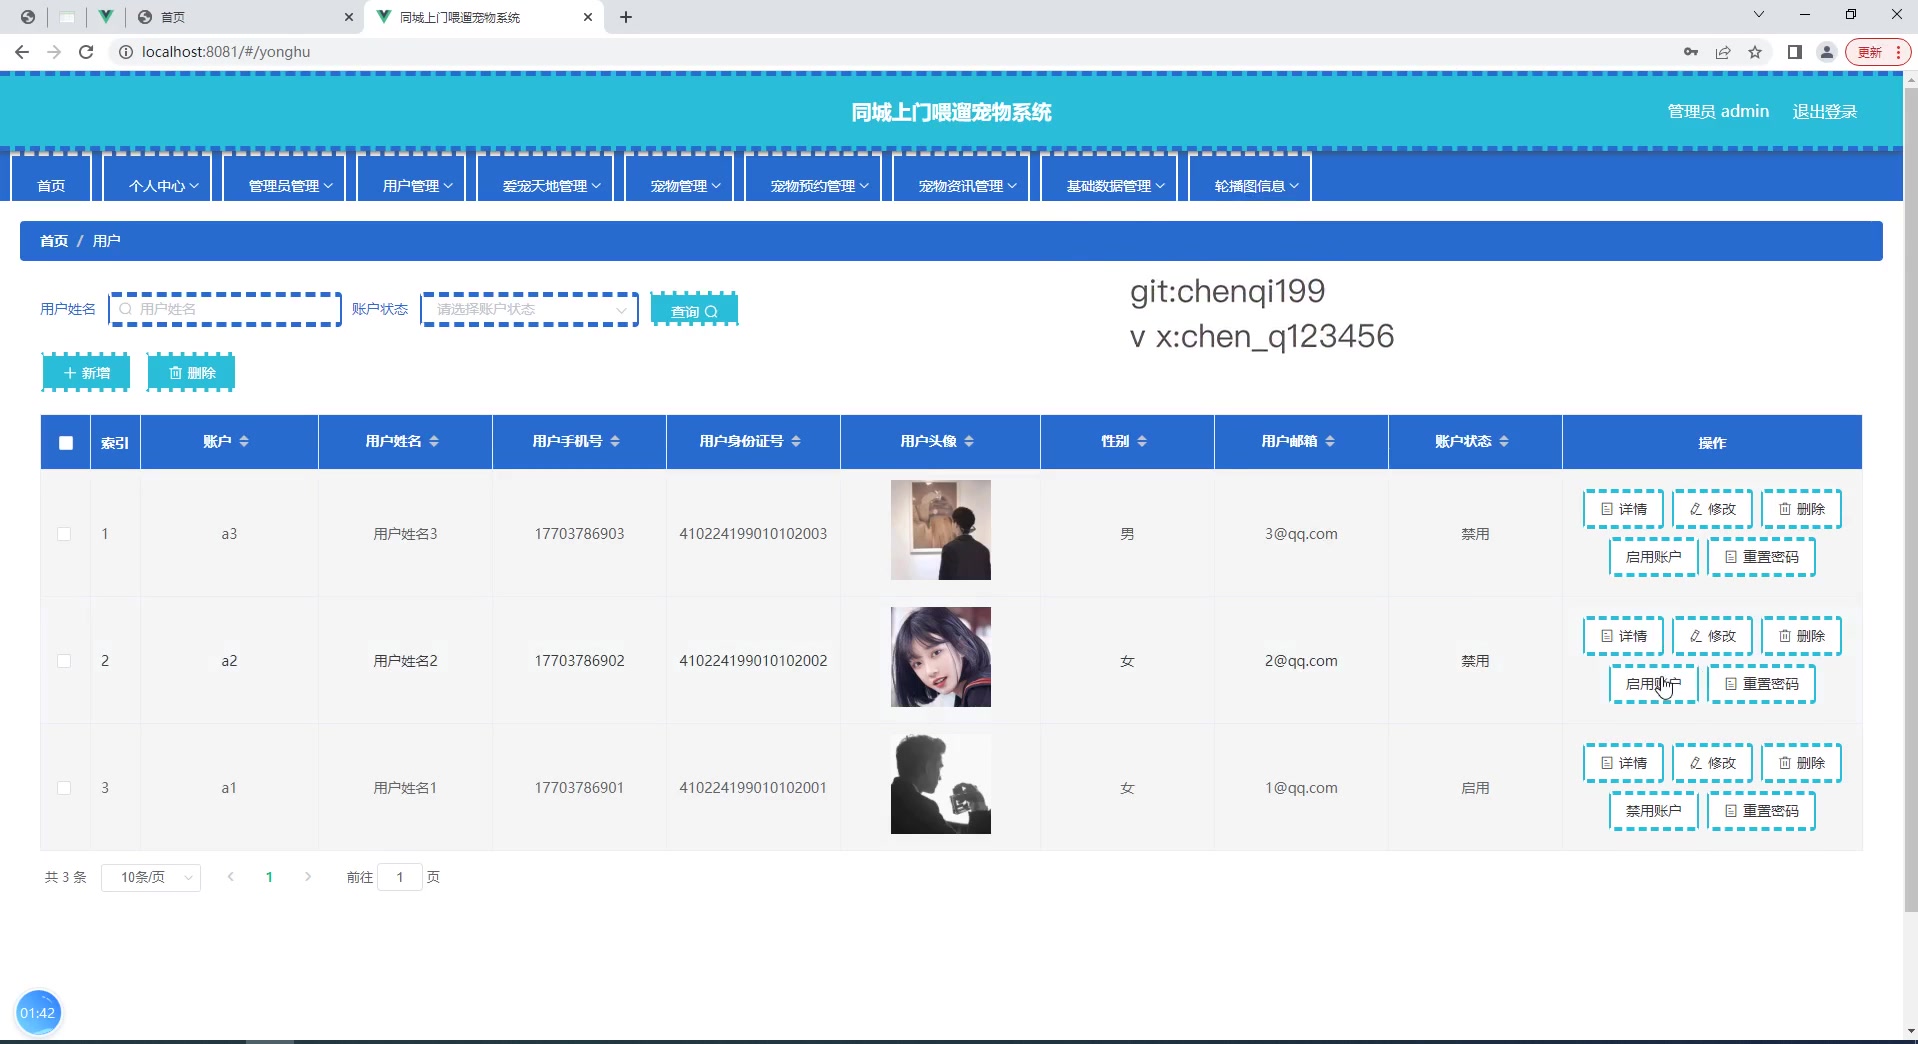 首页
同城上门喂遛宠物系统
localhost:8081/#/yonghu
更新
同城上门喂遛宠物系统
管理员 admin
退出登录
首页
个人中心
管理员管理
用户管理
爱宠天地管理
宠物管理
宠物预约管理
宠物资讯管理
基础数据管理
轮播图信息
首页 / 用户
用户姓名
用户姓名
账户状态
请选择账户状态
查询
git:chenqi199
v x:chen_q123456
新增
删除
索引 账户 用户姓名 用户手机号 用户身份证号 用户头像 性别 用户邮箱 账户状态 操作
1 a3 用户姓名3 17703786903 410224199010102003 男 3@qq.com 禁用
详情 修改 删除
启用账户 重置密码
2 a2 用户姓名2 17703786902 410224199010102002 女 2@qq.com 禁用
详情 修改 删除
启用账户 重置密码
3 a1 用户姓名1 17703786901 410224199010102001 女 1@qq.com 启用
详情 修改 删除
禁用账户 重置密码
共 3 条 10条/页 1 前往 1 页
01:42